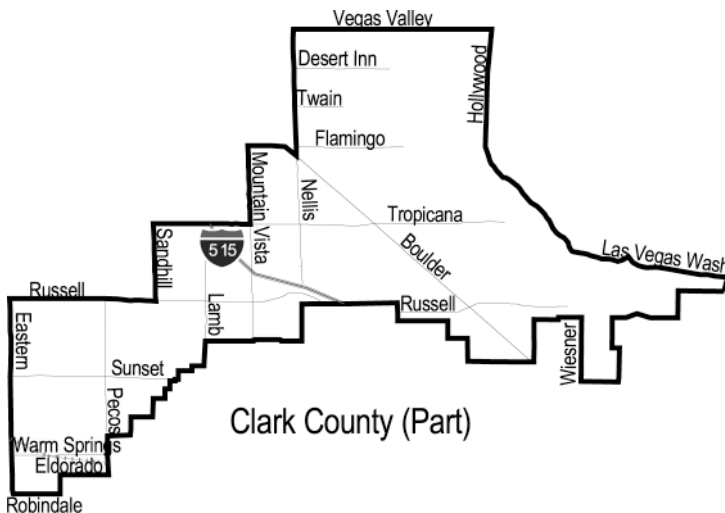 Vegas Valley
Desert Inn
Hollywood
Twain
Flamingo
Mountain Vista
Nellis
Tropicana
Sandhill
515
Boulder
Las Vegas Wash
Russell
Lamb
Russell
Eastern
Wiesner
Sunset
Pecos
Clark County (Part)
Warm Springs
Eldorado
Robindale